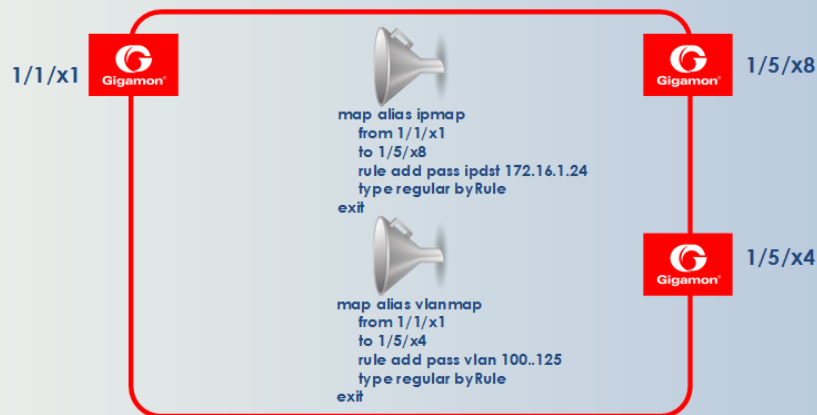 1/1/x1
Gigamon®
map alias ipmap
from 1/1/x1
to 1/5/x8
rule add pass ipdst 172.16.1.24
type regular byRule
exit
Gigamon®
1/5/x8
map alias vlanmap
from 1/1/x1
to 1/5/x4
rule add pass vlan 100..125
type regular byRule
exit
Gigamon®
1/5/x4